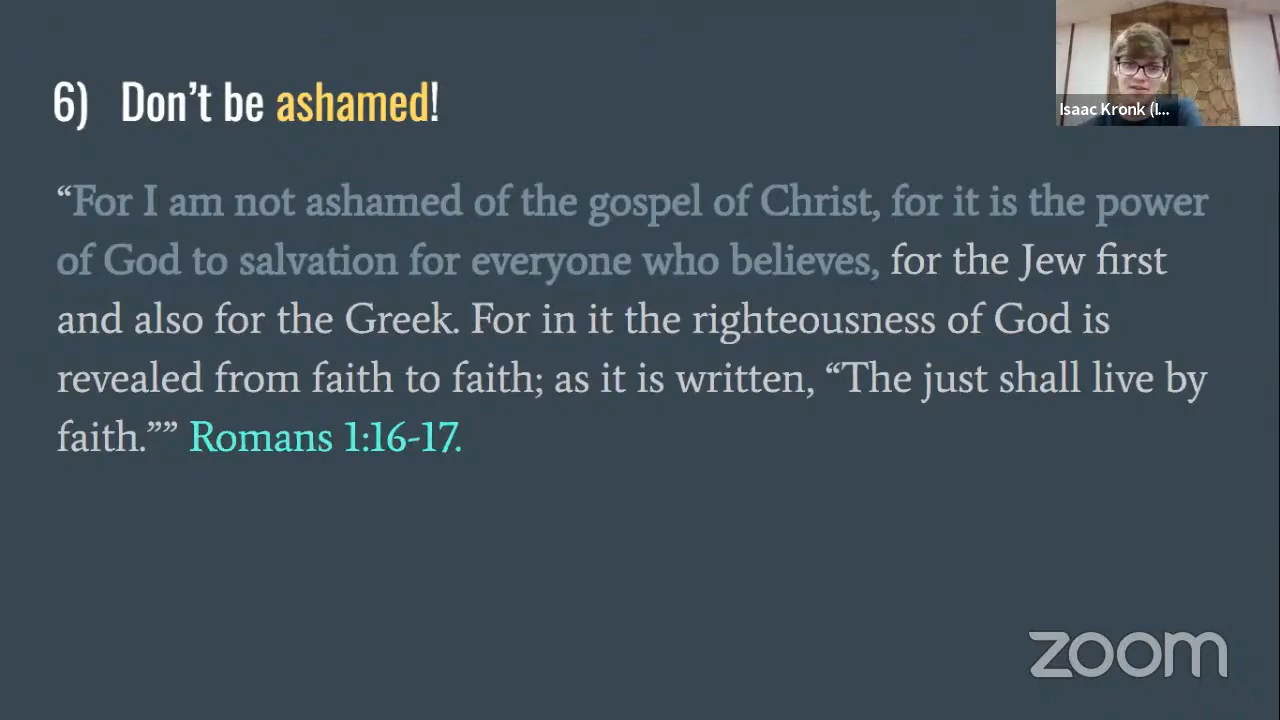 6) Don't be ashamed!
Isaac Kronk (I...
“For I am not ashamed of the gospel of Christ, for it is the power
of God to salvation for everyone who believes, for the Jew first
and also for the Greek. For in it the righteousness of God is
revealed from faith to faith; as it is written, “The just shall live by
faith.”” Romans 1:16-17.
zoom